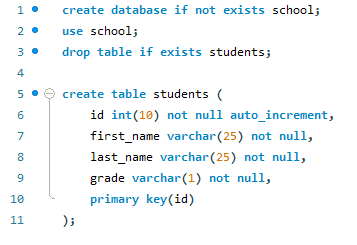 1 create database if not exists school;
2 use school;
3 drop table if exists students;
4
5 create table students (
6 id int(10) not null auto_increment,
7 first_name varchar(25) not null,
8 last_name varchar(25) not null,
9 grade varchar(1) not null,
10 primary key(id)
11 );